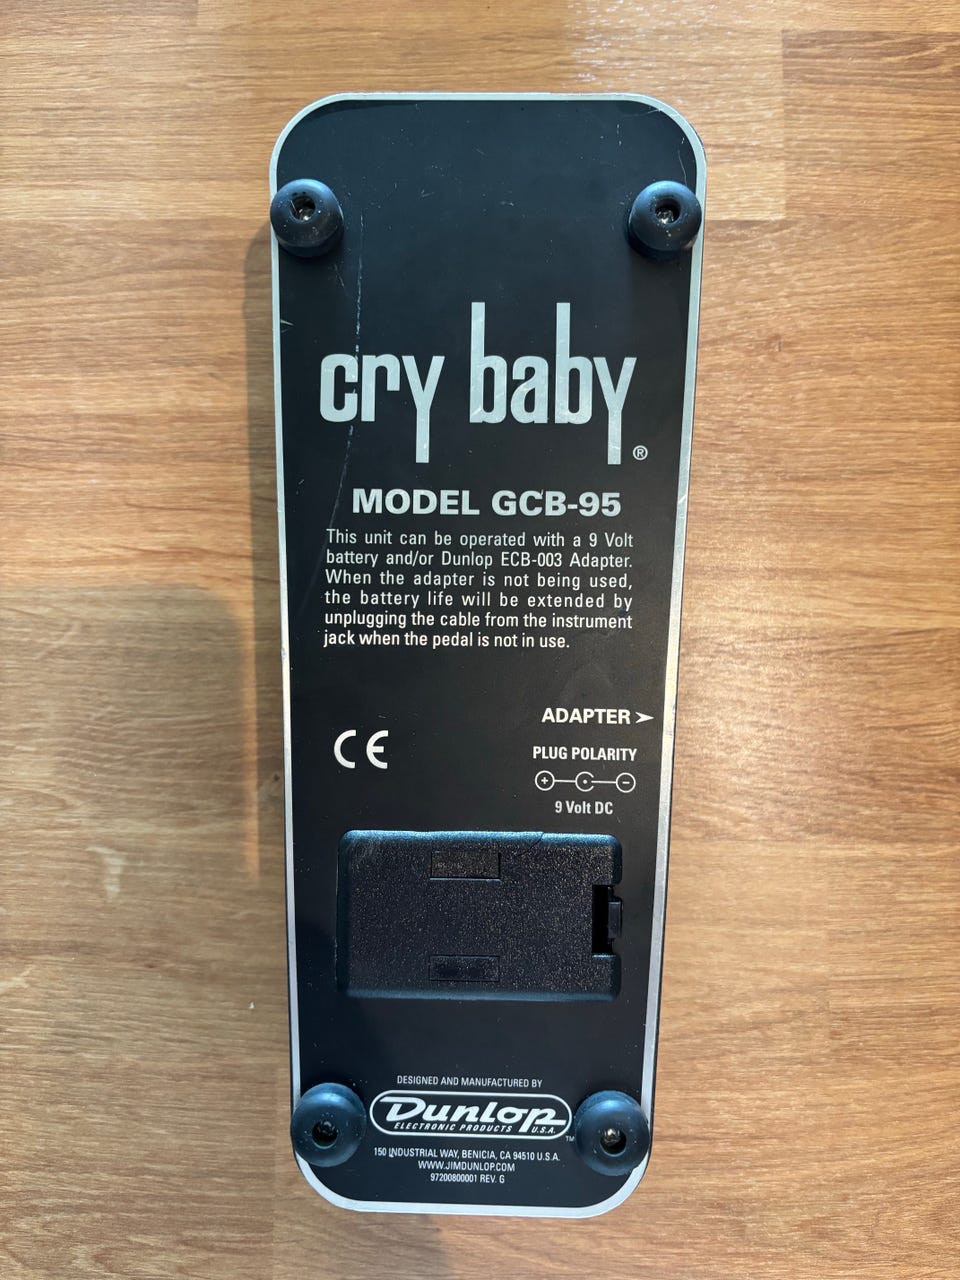 cry baby
®
MODEL GCB-95
This unit can be operated with a 9 Volt
battery and/or Dunlop ECB-003 Adapter.
When the adapter is not being used,
the battery life will be extended by
unplugging the cable from the instrument
jack when the pedal is not in use.
ADAPTER ➤
CE
PLUG POLARITY
+ −
9 Volt DC
DESIGNED AND MANUFACTURED BY
Dunlop
ELECTRONIC PRODUCTS U.S.A.
™
150 INDUSTRIAL WAY, BENICIA, CA 94510 U.S.A.
WWW.JIMDUNLOP.COM
97200800001 REV. G